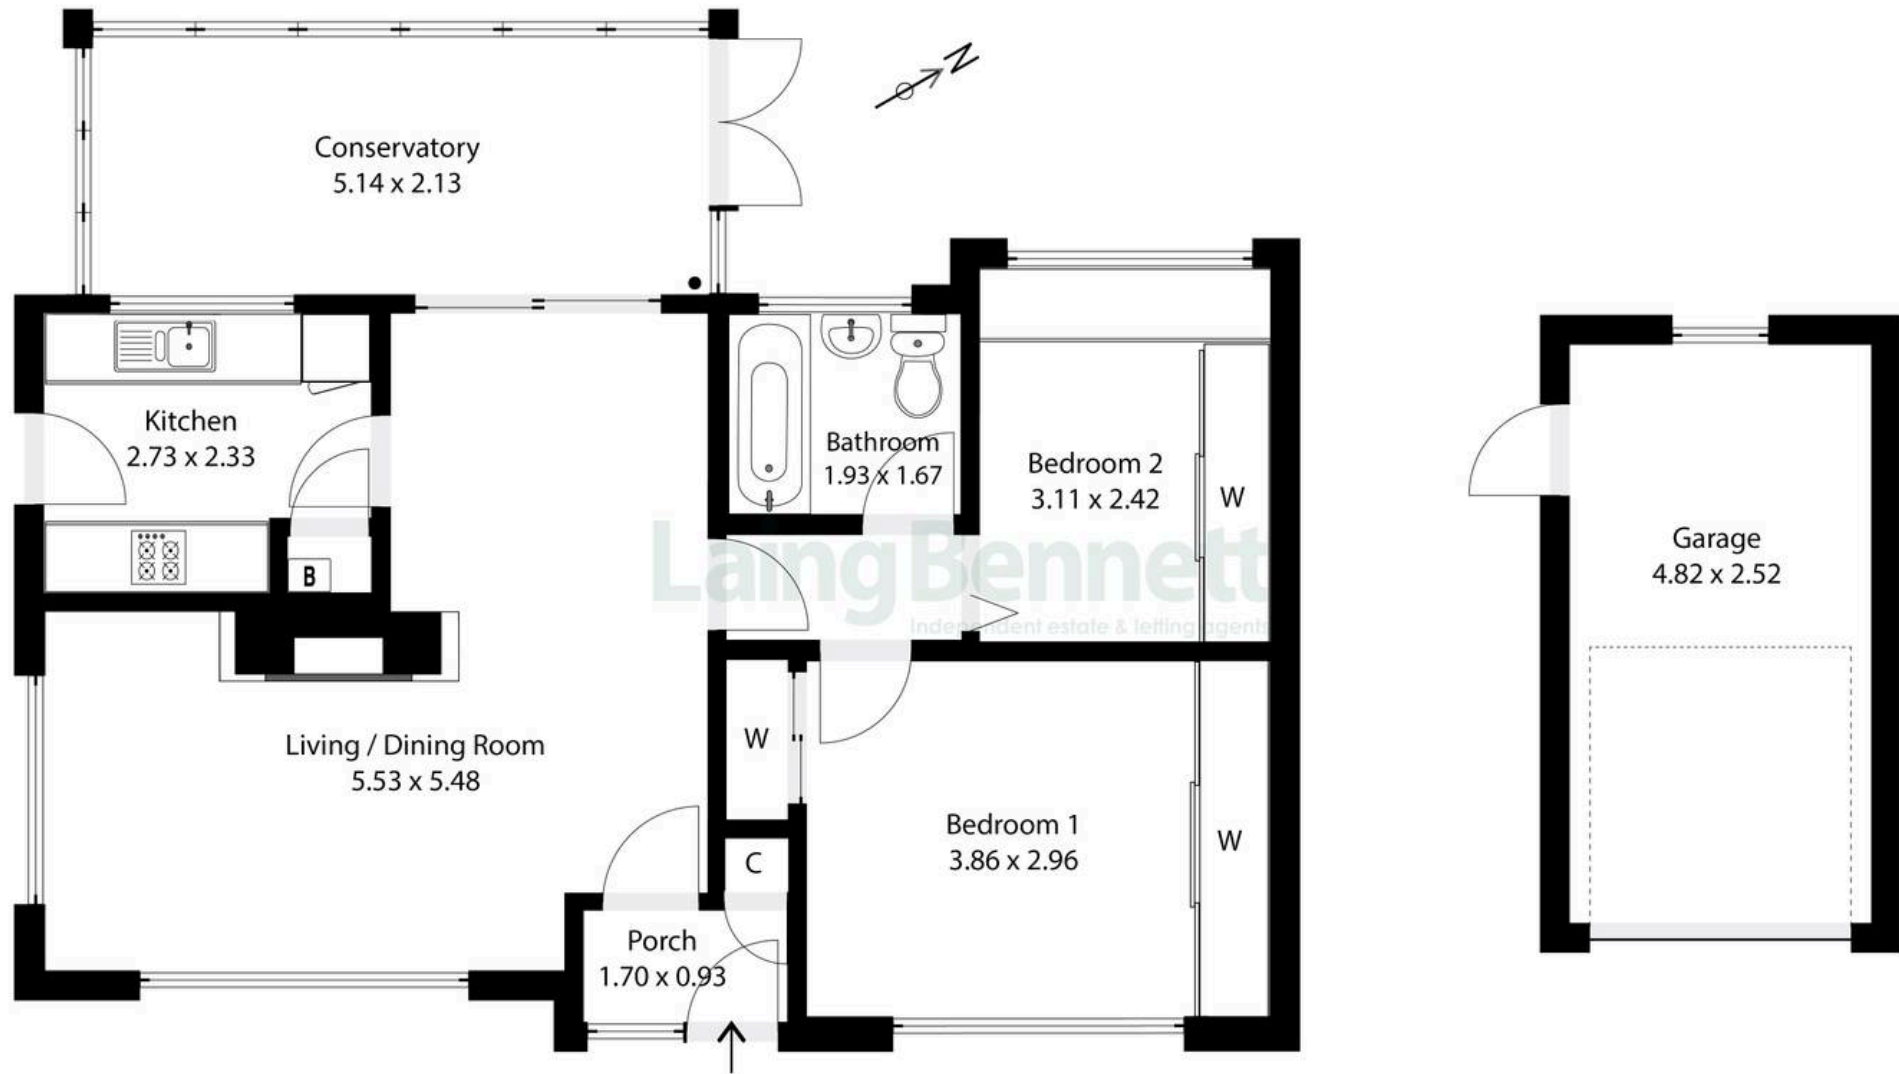 N
Conservatory
5.14 x 2.13
Kitchen
2.73 x 2.33
B
Bathroom
1.93 x 1.67
Bedroom 2
3.11 x 2.42
W
Garage
4.82 x 2.52
LaingBennett
Independent estate & letting agents
Living / Dining Room
5.53 x 5.48
W
Bedroom 1
3.86 x 2.96
W
C
Porch
1.70 x 0.93